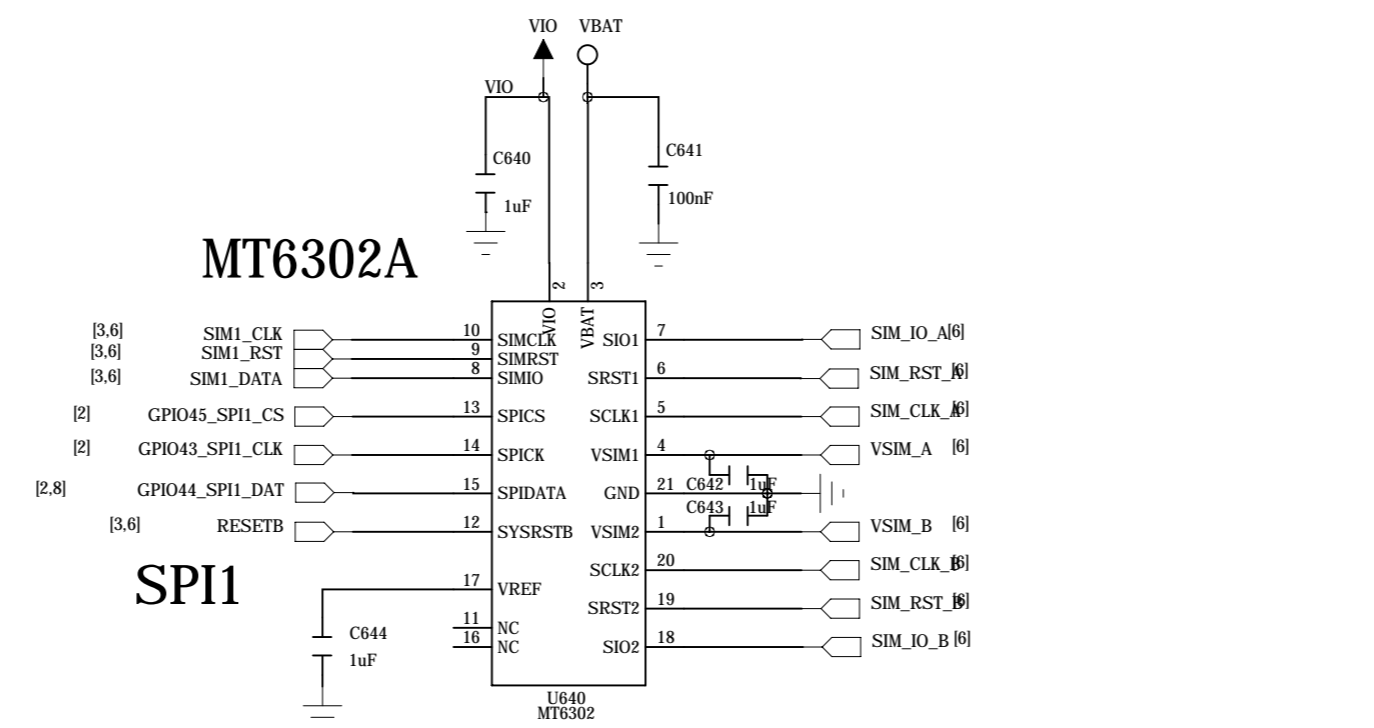 VIO VBAT
VIO
C640
1uF
C641
100nF
MT6302A
2 3
VIO VBAT
[3,6] SIM1_CLK 10 SIMCLK SIO1 7 SIM_IO_A[6]
[3,6] SIM1_RST 9 SIMRST
[3,6] SIM1_DATA 8 SIMIO SRST1 6 SIM_RST_A[6]
[2] GPIO45_SPI1_CS 13 SPICS SCLK1 5 SIM_CLK_A[6]
[2] GPIO43_SPI1_CLK 14 SPICK VSIM1 4 VSIM_A [6]
C642 1uF
[2,8] GPIO44_SPI1_DAT 15 SPIDATA GND 21
C643 1uF
[3,6] RESETB 12 SYSRSTB VSIM2 1 VSIM_B [6]
SCLK2 20 SIM_CLK_B[6]
SPI1
17 VREF
SRST2 19 SIM_RST_B[6]
11 NC
16 NC SIO2 18 SIM_IO_B [6]
C644
1uF
U640
MT6302